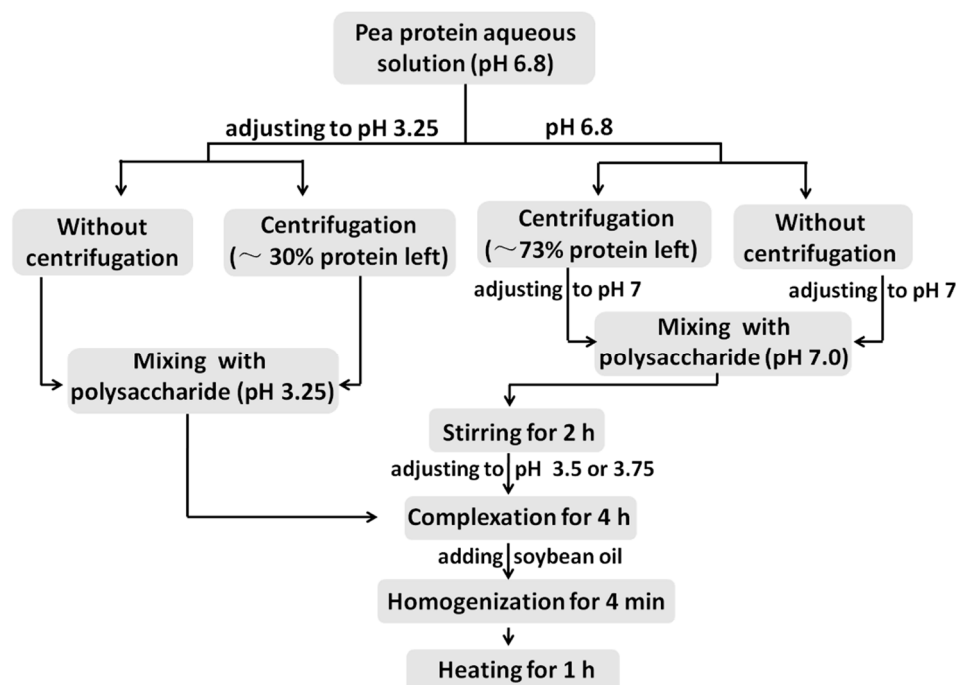 Pea protein aqueous
solution (pH 6.8)
adjusting to pH 3.25
pH 6.8
Without
centrifugation
Centrifugation
(～ 30% protein left)
Centrifugation
(～73% protein left)
Without
centrifugation
adjusting to pH 7
adjusting to pH 7
Mixing with
polysaccharide (pH 7.0)
Mixing with
polysaccharide (pH 3.25)
Stirring for 2 h
adjusting to pH 3.5 or 3.75
Complexation for 4 h
adding soybean oil
Homogenization for 4 min
Heating for 1 h